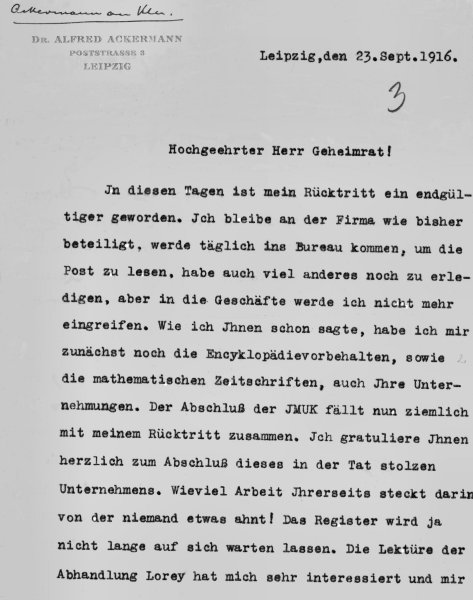 Ackermann an Kln.
DR. ALFRED ACKERMANN
POSTSTRASSE 3
LEIPZIG
Leipzig,den 23.Sept.1916.
3
Hochgeehrter Herr Geheimrat!
Jn diesen Tagen ist mein Rücktritt ein endgül-
tiger geworden. Jch bleibe an der Firma wie bisher
beteiligt, werde täglich ins Bureau kommen, um die
Post zu lesen, habe auch viel anderes noch zu erle-
digen, aber in die Geschäfte werde ich nicht mehr
eingreifen. Wie ich Jhnen schon sagte, habe ich mir
zunächst noch die Encyklopädievorbehalten, sowie
die mathematischen Zeitschriften, auch Jhre Unter-
nehmungen. Der Abschluß der JMUK fällt nun ziemlich
mit meinem Rücktritt zusammen. Jch gratuliere Jhnen
herzlich zum Abschluß dieses in der Tat stolzen
Unternehmens. Wieviel Arbeit Jhrerseits steckt darin
von der niemand etwas ahnt! Das Register wird ja
nicht lange auf sich warten lassen. Die Lektüre der
Abhandlung Lorey hat mich sehr interessiert und mir